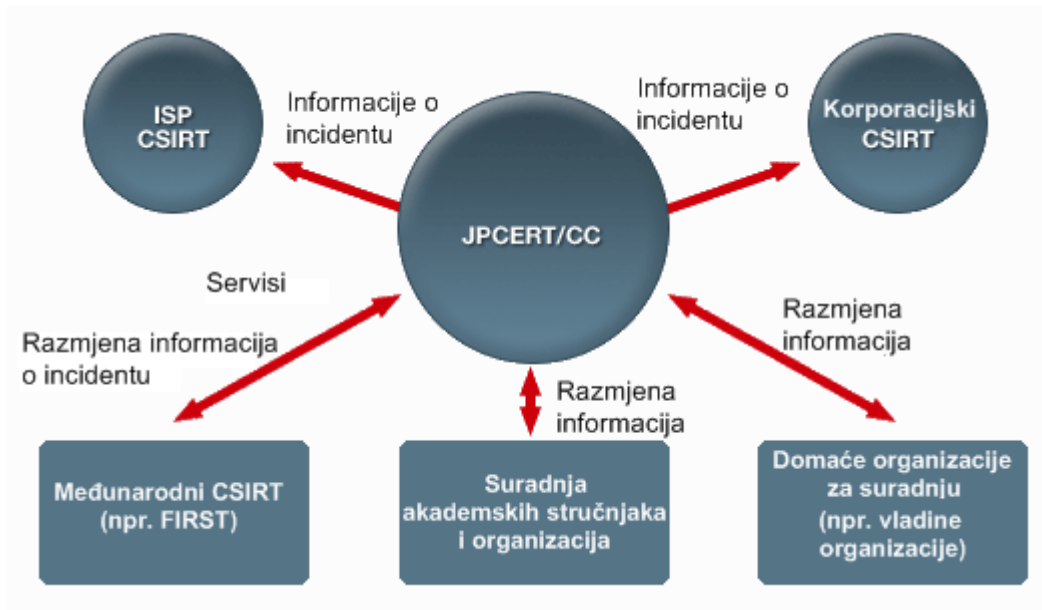 ISP
CSIRT
Informacije o
incidentu
JPCERT/CC
Informacije o
incidentu
Korporacijski
CSIRT
Servisi
Razmjena informacija
o incidentu
Razmjena
informacija
Razmjena
informacija
Međunarodni CSIRT
(npr. FIRST)
Suradnja
akademskih stručnjaka
i organizacija
Domaće organizacije
za suradnju
(npr. vladine
organizacije)